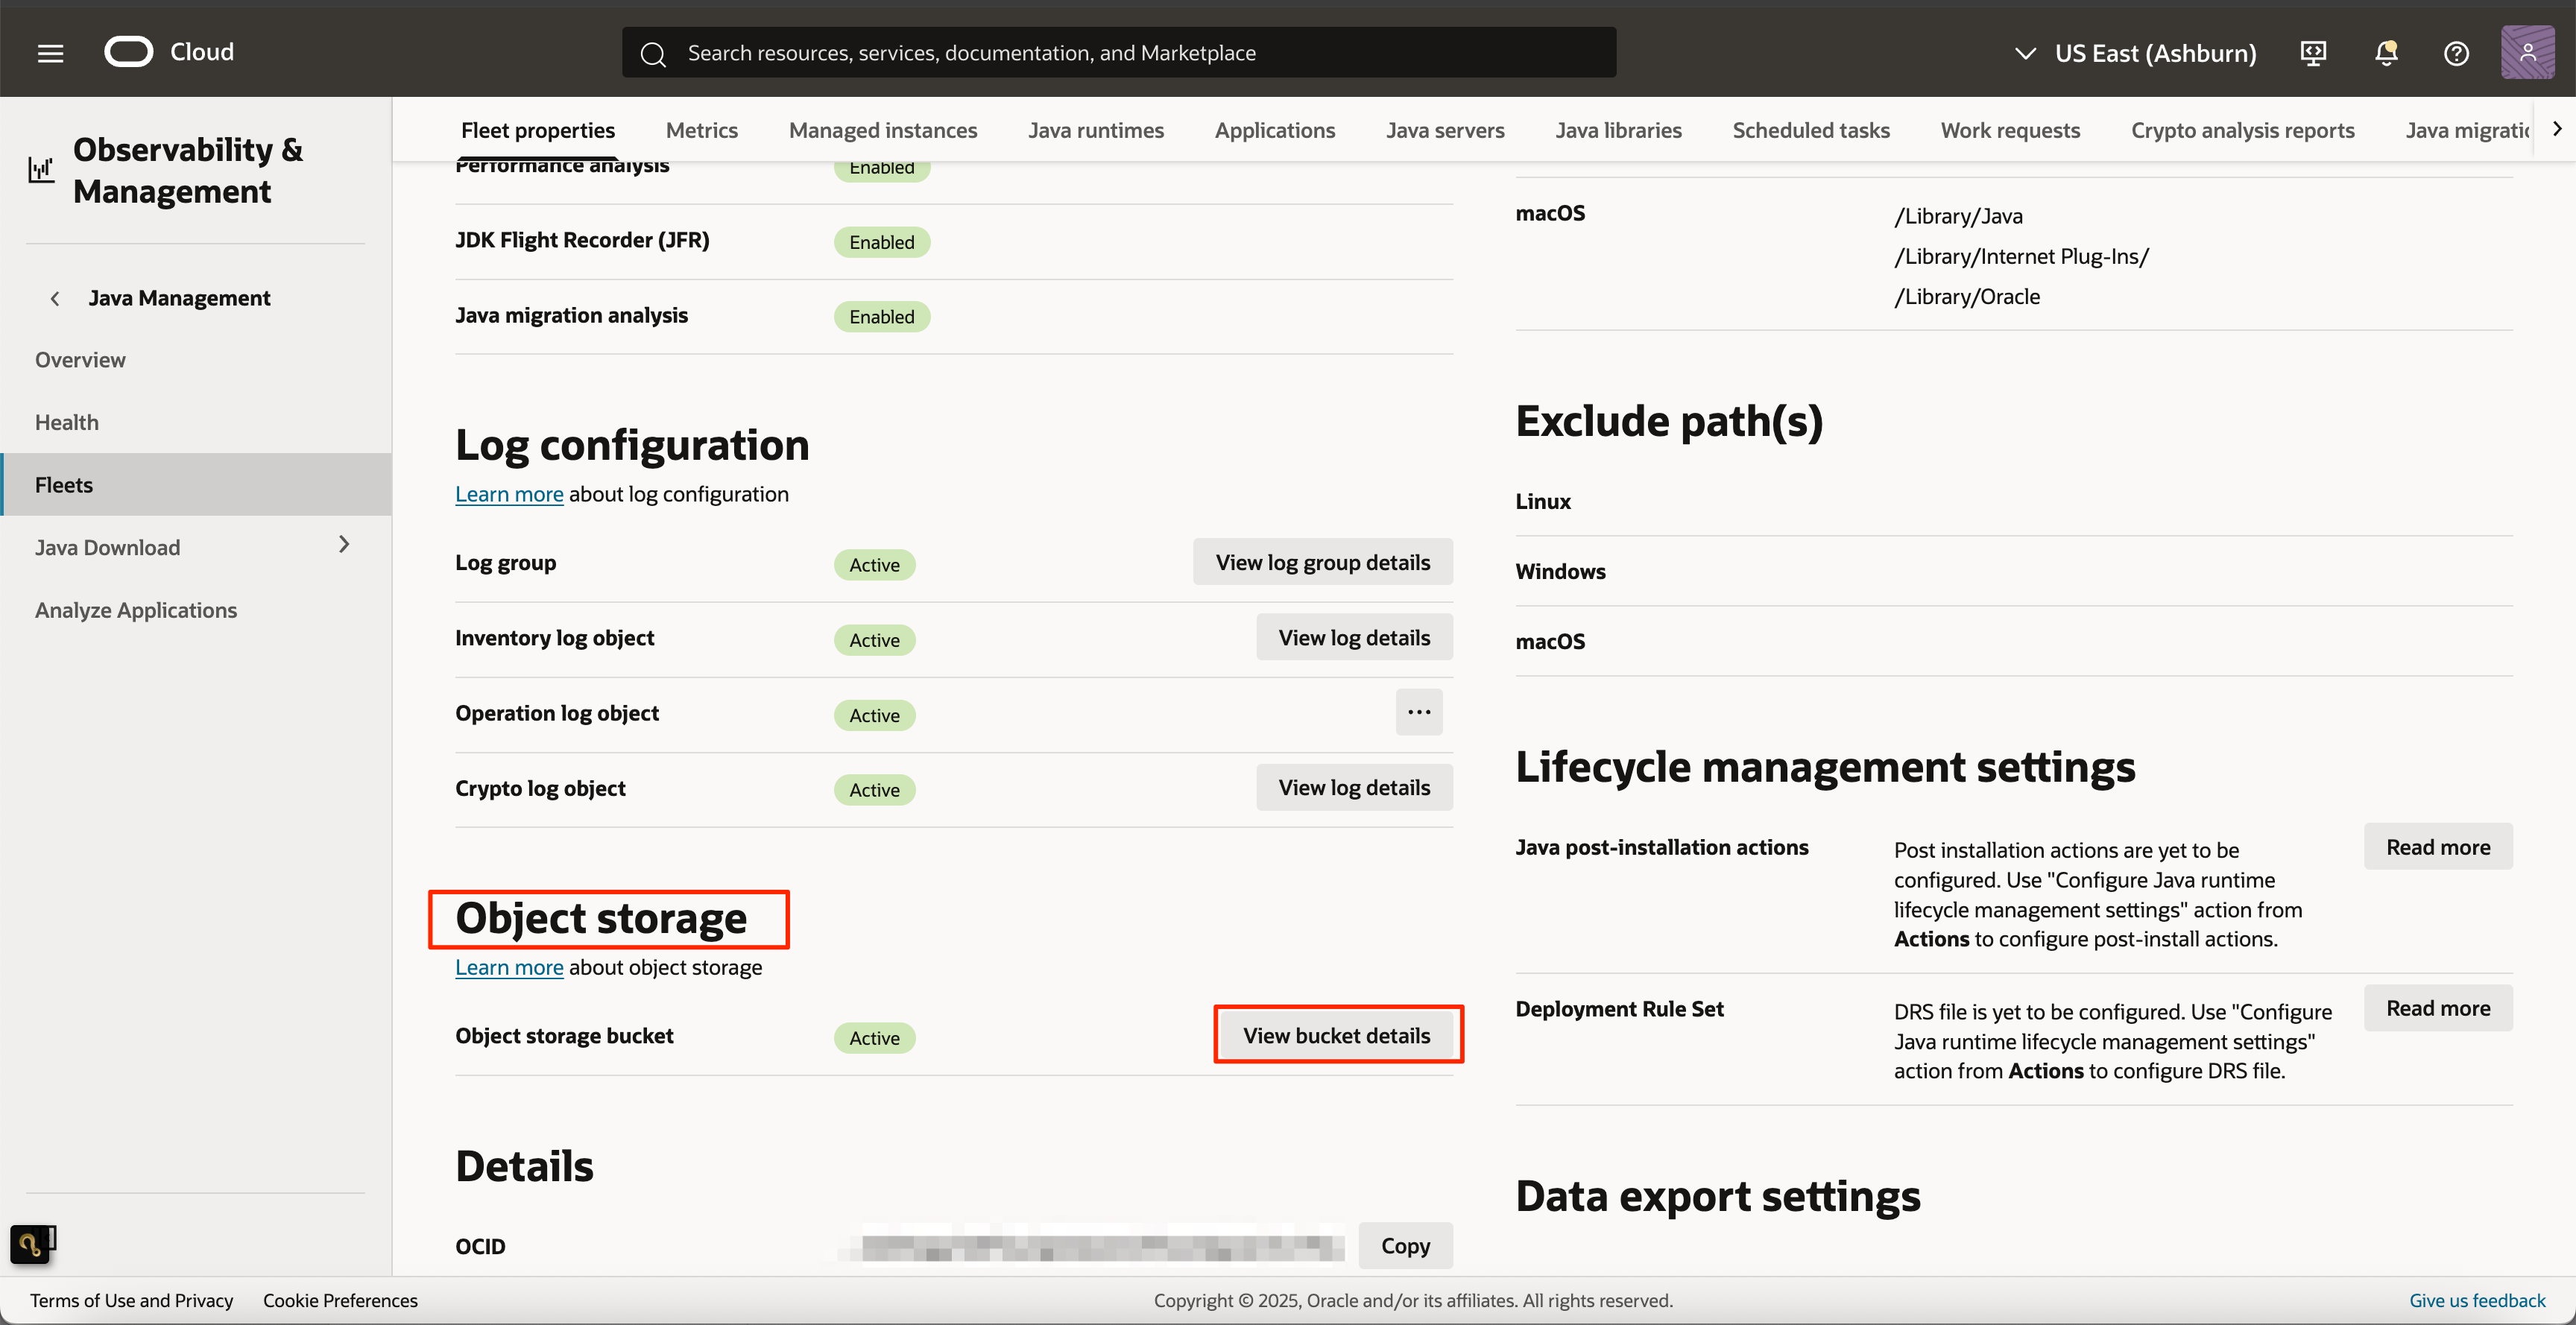 Cloud
Search resources, services, documentation, and Marketplace
US East (Ashburn)
Observability &
Management
Java Management
Overview
Health
Fleets
Java Download
Analyze Applications
Fleet properties
Metrics
Managed instances
Java runtimes
Applications
Java servers
Java libraries
Scheduled tasks
Work requests
Crypto analysis reports
Java migratio
Performance analysis
Enabled
JDK Flight Recorder (JFR)
Enabled
Java migration analysis
Enabled
Log configuration
Learn more about log configuration
Log group
Active
View log group details
Inventory log object
Active
View log details
Operation log object
Active
...
Crypto log object
Active
View log details
Object storage
Learn more about object storage
Object storage bucket
Active
View bucket details
Details
OCID
Copy
macOS
/Library/Java
/Library/Internet Plug-Ins/
/Library/Oracle
Exclude path(s)
Linux
Windows
macOS
Lifecycle management settings
Java post-installation actions
Post installation actions are yet to be
configured. Use "Configure Java runtime
lifecycle management settings" action from
Actions to configure post-install actions.
Read more
Deployment Rule Set
DRS file is yet to be configured. Use "Configure
Java runtime lifecycle management settings"
action from Actions to configure DRS file.
Read more
Data export settings
Terms of Use and Privacy
Cookie Preferences
Copyright © 2025, Oracle and/or its affiliates. All rights reserved.
Give us feedback